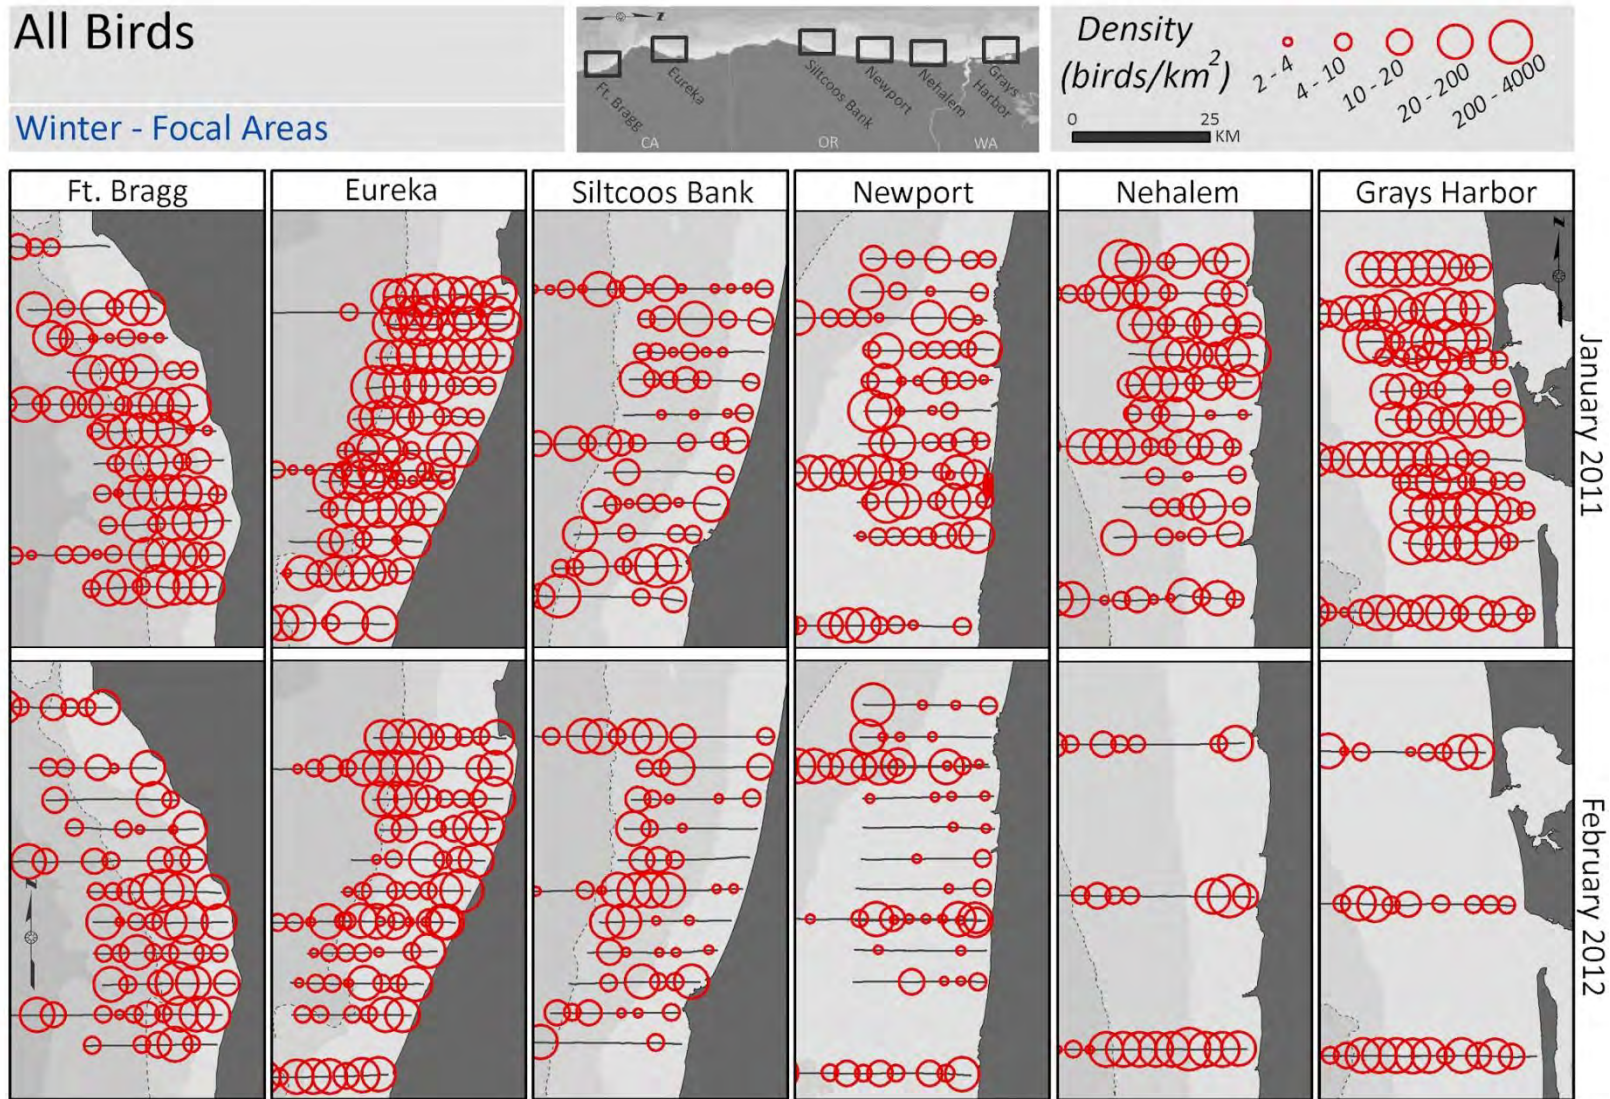 All Birds
Winter - Focal Areas
Z
Ft. Bragg
Eureka
Siltcoos Bank
Newport
Nehalem
Grays
Harbor
CA
OR
WA
Density
(birds/km²)
2 - 4
4 - 10
10 - 20
20 - 200
200 - 4000
0
25
KM
Ft. Bragg
Eureka
Siltcoos Bank
Newport
Nehalem
Grays Harbor
Z
January 2011
Z
February 2012